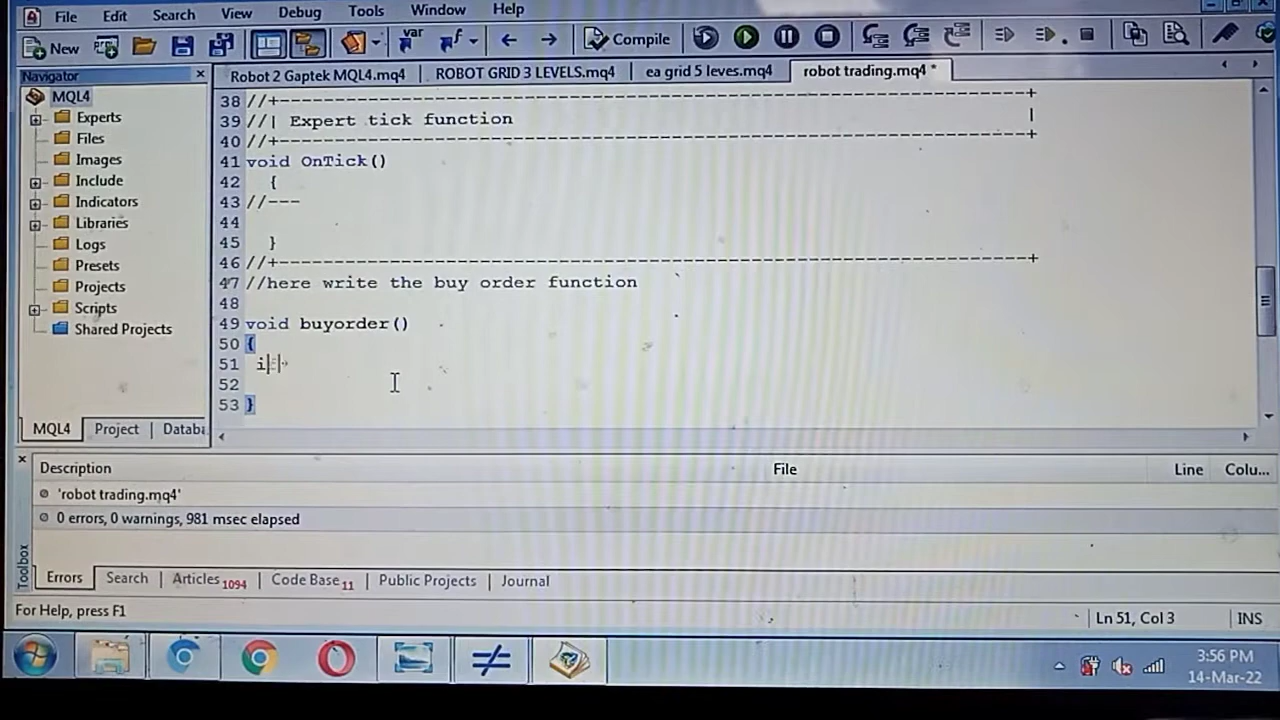 File Edit Search View Debug Tools Window Help
New var Compile
Navigator
Robot 2 Gaptek MQL4.mq4 ROBOT GRID 3 LEVELS.mq4 ea grid 5 leves.mq4 robot trading.mq4 *
MQL4
Experts
Files
Images
Include
Indicators
Libraries
Logs
Presets
Projects
Scripts
Shared Projects
38 //+------------------------------------------------------------------+
39 //| Expert tick function |
40 //+------------------------------------------------------------------+
41 void OnTick()
42 {
43 //---
44
45 }
46 //+------------------------------------------------------------------+
47 //here write the buy order function
48
49 void buyorder()
50 {
51 i
52
53 }
MQL4 Project Databa
Description File Line Colu...
'robot trading.mq4'
0 errors, 0 warnings, 981 msec elapsed
Toolbox
Errors Search Articles 1094 Code Base 11 Public Projects Journal
For Help, press F1 Ln 51, Col 3 INS
3:56 PM
14-Mar-22